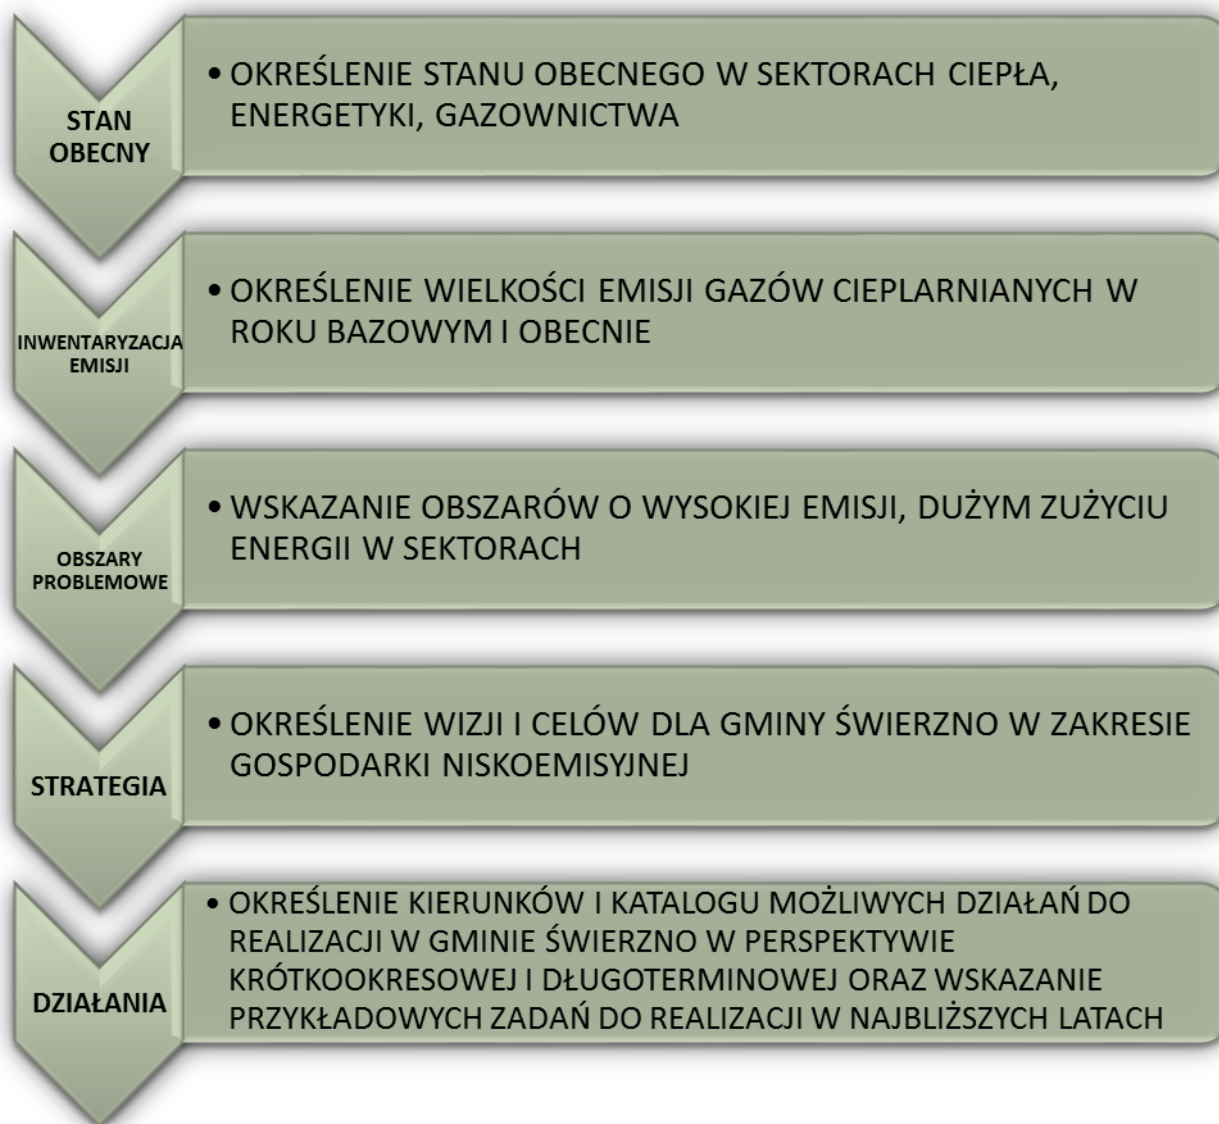 STAN
OBECNY
• OKREŚLENIE STANU OBECNEGO W SEKTORACH CIEPŁA,
ENERGETYKI, GAZOWNICTWA
INWENTARYZACJA
EMISJI
• OKREŚLENIE WIELKOŚCI EMISJI GAZÓW CIEPLARNIANYCH W
ROKU BAZOWYM I OBECNIE
OBSZARY
PROBLEMOWE
• WSKAZANIE OBSZARÓW O WYSOKIEJ EMISJI, DUŻYM ZUŻYCIU
ENERGII W SEKTORACH
STRATEGIA
• OKREŚLENIE WIZJI I CELÓW DLA GMINY ŚWIERZNO W ZAKRESIE
GOSPODARKI NISKOEMISYJNEJ
DZIAŁANIA
• OKREŚLENIE KIERUNKÓW I KATALOGU MOŻLIWYCH DZIAŁAŃ DO
REALIZACJI W GMINIE ŚWIERZNO W PERSPEKTYWIE
KRÓTKOOKRESOWEJ I DŁUGOTERMINOWEJ ORAZ WSKAZANIE
PRZYKŁADOWYCH ZADAŃ DO REALIZACJI W NAJBLIŻSZYCH LATACH